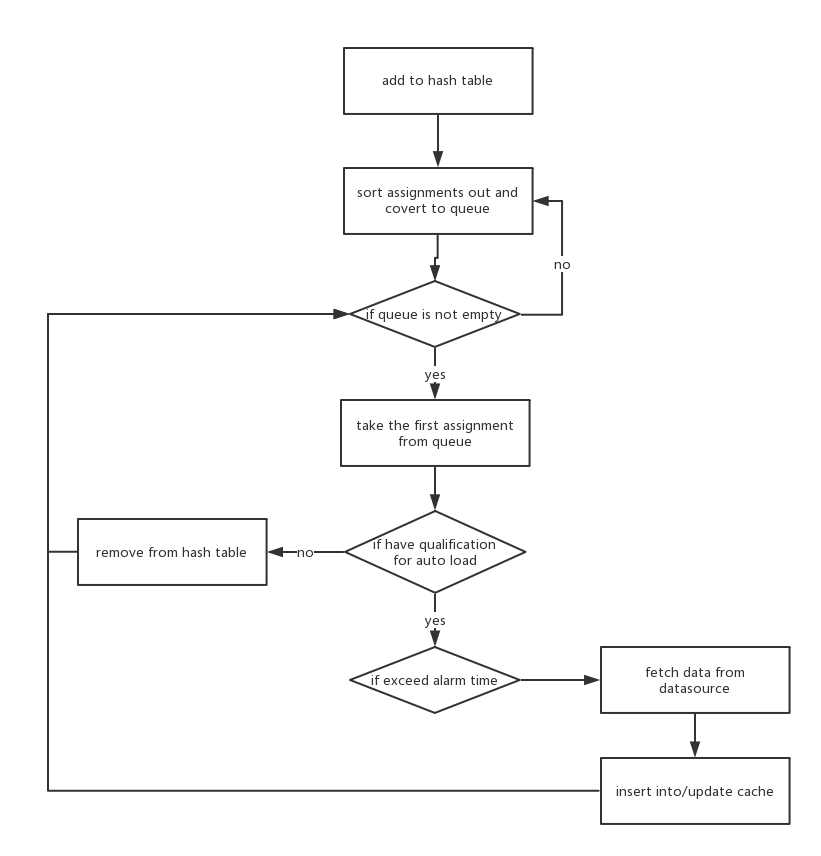 add to hash table
sort assignments out and
covert to queue
no
if queue is not empty
yes
take the first assignment
from queue
if have qualification
for auto load
no
remove from hash table
yes
if exceed alarm time
fetch data from
datasource
insert into/update cache